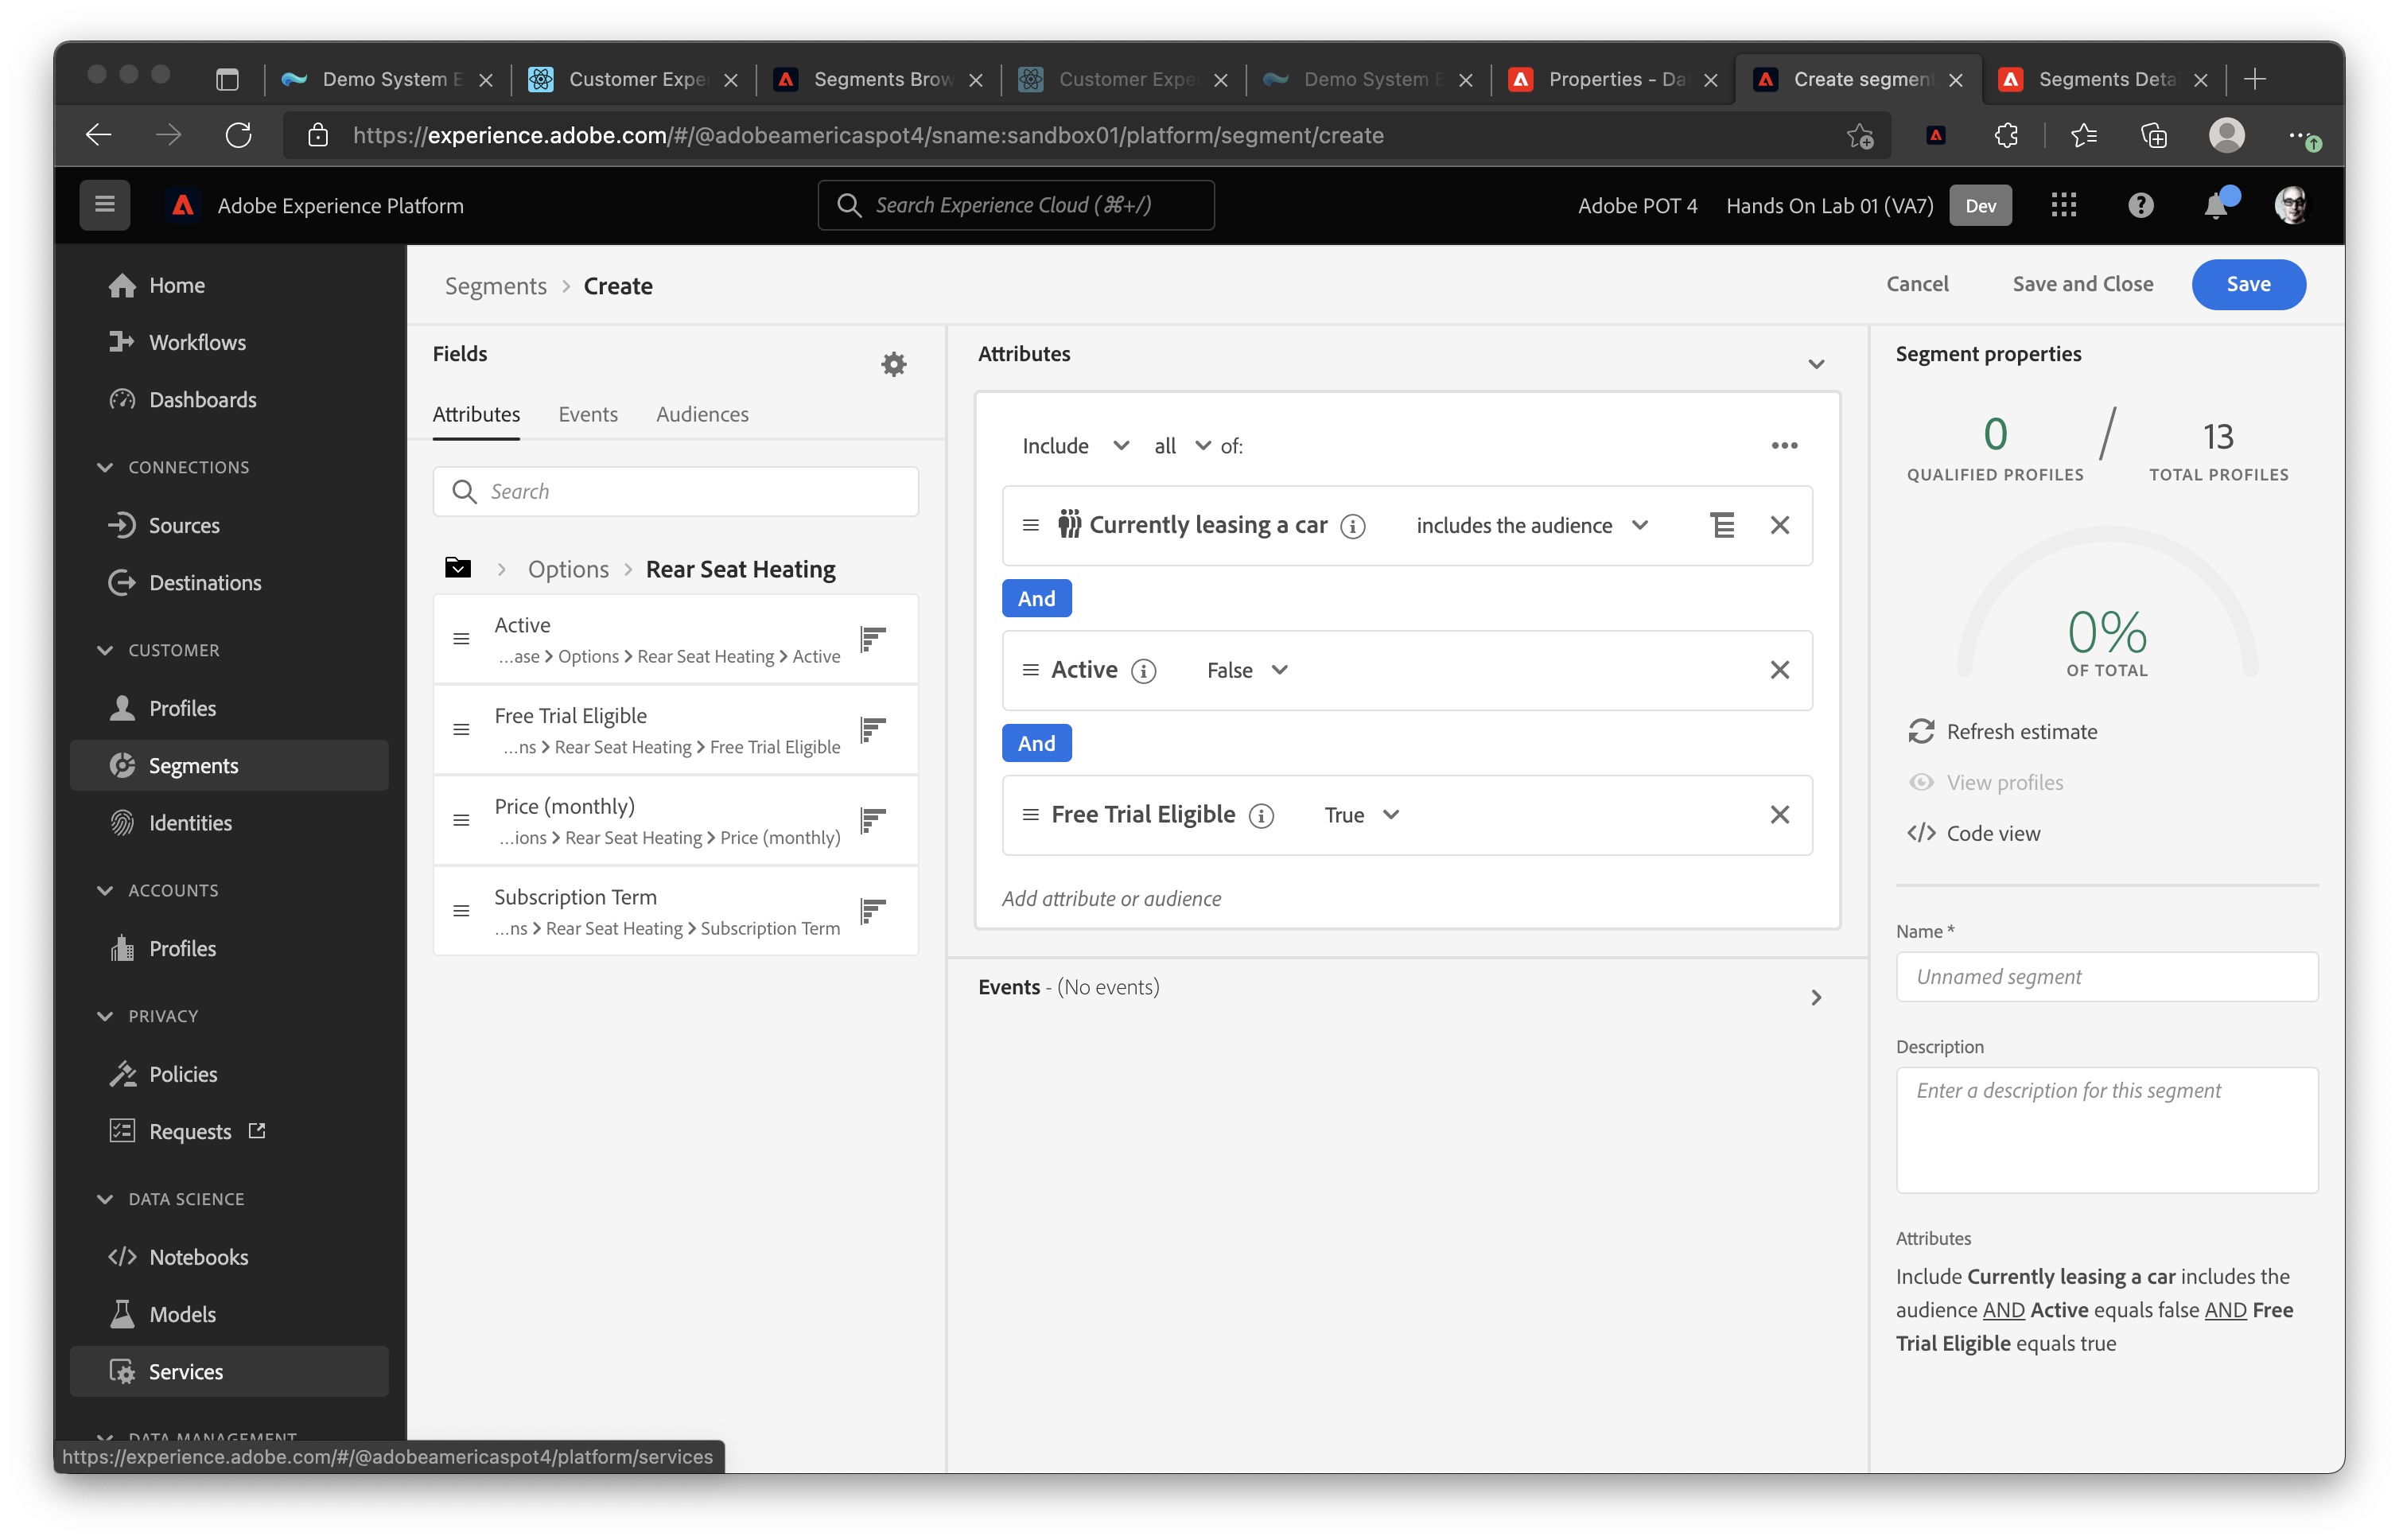 Demo System E
Customer Expe
Segments Brow
Customer Expe
Demo System E
Properties - Da
Create segment
Segments Deta
https://experience.adobe.com/#/@adobeamericaspot4/sname:sandbox01/platform/segment/create
Adobe Experience Platform
Search Experience Cloud (⌘+/)
Adobe POT 4
Hands On Lab 01 (VA7)
Dev
Home
Workflows
Dashboards
CONNECTIONS
Sources
Destinations
CUSTOMER
Profiles
Segments
Identities
ACCOUNTS
Profiles
PRIVACY
Policies
Requests
DATA SCIENCE
Notebooks
Models
Services
DATA MANAGEMENT
https://experience.adobe.com/#/@adobeamericaspot4/platform/services
Segments > Create
Cancel
Save and Close
Save
Fields
Attributes
Events
Audiences
Search
> Options > Rear Seat Heating
Active
...ase > Options > Rear Seat Heating > Active
Free Trial Eligible
...ns > Rear Seat Heating > Free Trial Eligible
Price (monthly)
...ions > Rear Seat Heating > Price (monthly)
Subscription Term
...ns > Rear Seat Heating > Subscription Term
Attributes
Include all of:
Currently leasing a car includes the audience
And
Active False
And
Free Trial Eligible True
Add attribute or audience
Events - (No events)
Segment properties
0 / 13
QUALIFIED PROFILES
TOTAL PROFILES
0%
OF TOTAL
Refresh estimate
View profiles
</> Code view
Name *
Unnamed segment
Description
Enter a description for this segment
Attributes
Include Currently leasing a car includes the
audience AND Active equals false AND Free
Trial Eligible equals true